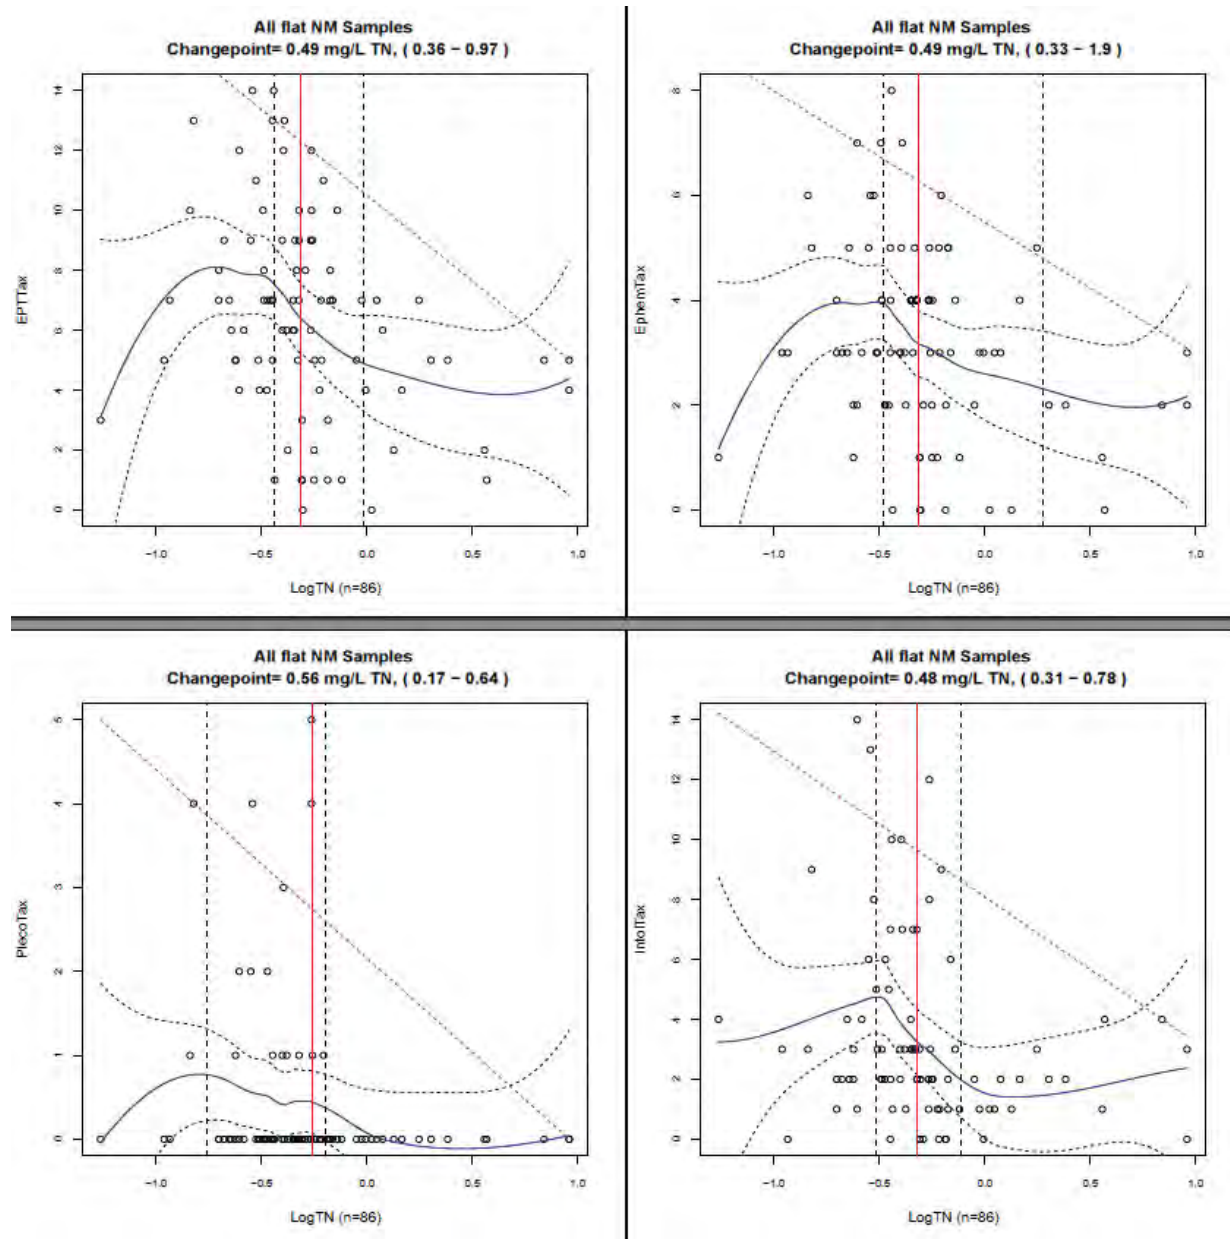 All flat NM Samples
Changepoint= 0.49 mg/L TN, ( 0.36 − 0.97 )
EPTTax
14
12
10
8
6
4
2
0
−1.0 −0.5 0.0 0.5 1.0
LogTN (n=86)
All flat NM Samples
Changepoint= 0.49 mg/L TN, ( 0.33 − 1.9 )
EphemTax
8
6
4
2
0
−1.0 −0.5 0.0 0.5 1.0
LogTN (n=86)
All flat NM Samples
Changepoint= 0.56 mg/L TN, ( 0.17 − 0.64 )
PlecoTax
5
4
3
2
1
0
−1.0 −0.5 0.0 0.5 1.0
LogTN (n=86)
All flat NM Samples
Changepoint= 0.48 mg/L TN, ( 0.31 − 0.78 )
IntolTax
14
12
10
8
6
4
2
0
−1.0 −0.5 0.0 0.5 1.0
LogTN (n=86)